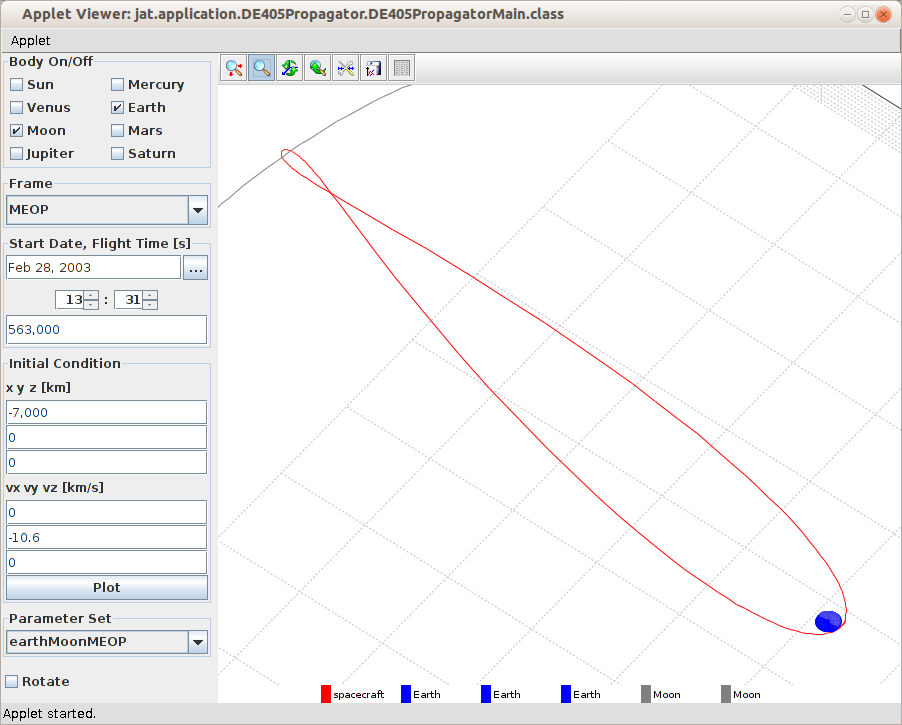 Applet Viewer: jat.application.DE405Propagator.DE405PropagatorMain.class
Applet
Body On/Off
Sun Mercury
Venus Earth
Moon Mars
Jupiter Saturn
Frame
MEOP
Start Date, Flight Time [s]
Feb 28, 2003 ...
13 : 31
563,000
Initial Condition
x y z [km]
-7,000
0
0
vx vy vz [km/s]
0
-10.6
0
Plot
Parameter Set
earthMoonMEOP
Rotate
spacecraft Earth Earth Earth Moon Moon
Applet started.